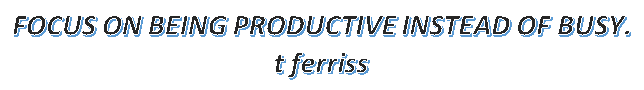 FOCUS ON BEING PRODUCTIVE INSTEAD OF BUSY.
t ferriss